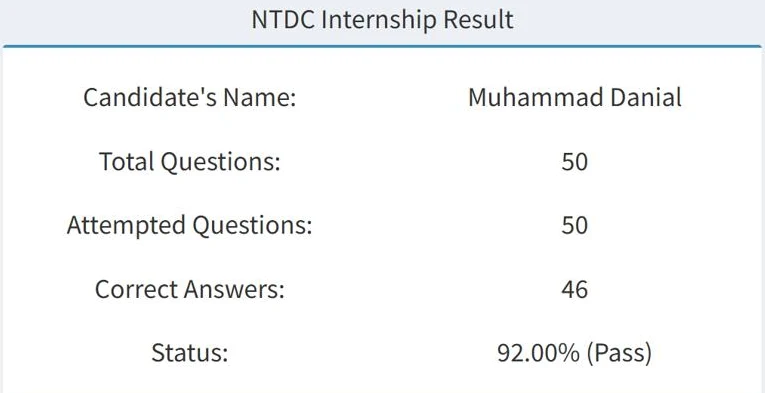 NTDC Internship Result
Candidate's Name: Muhammad Danial
Total Questions: 50
Attempted Questions: 50
Correct Answers: 46
Status: 92.00% (Pass)